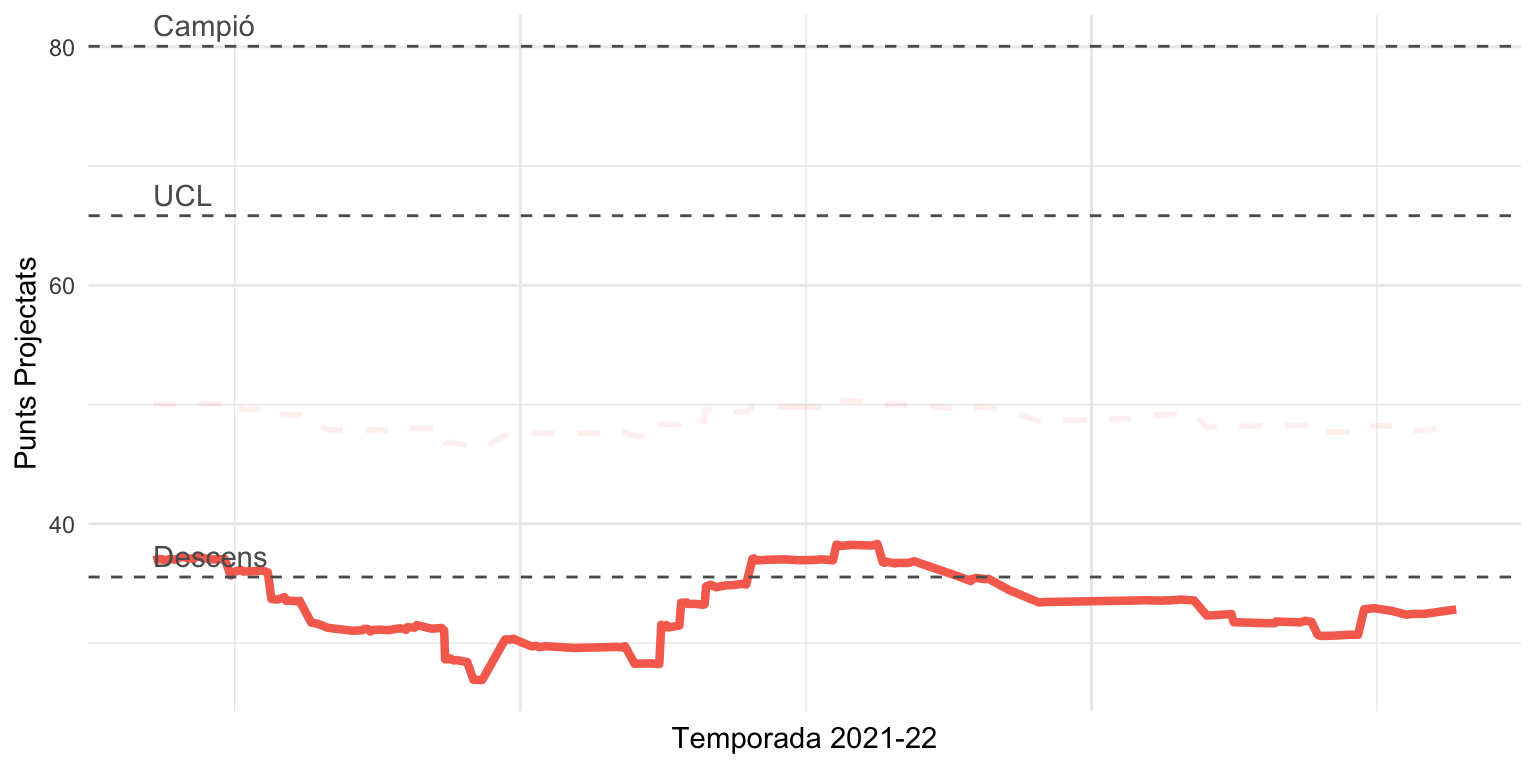 Campió
80
UCL
60
Punts Projectats
40
Descens
Temporada 2021-22